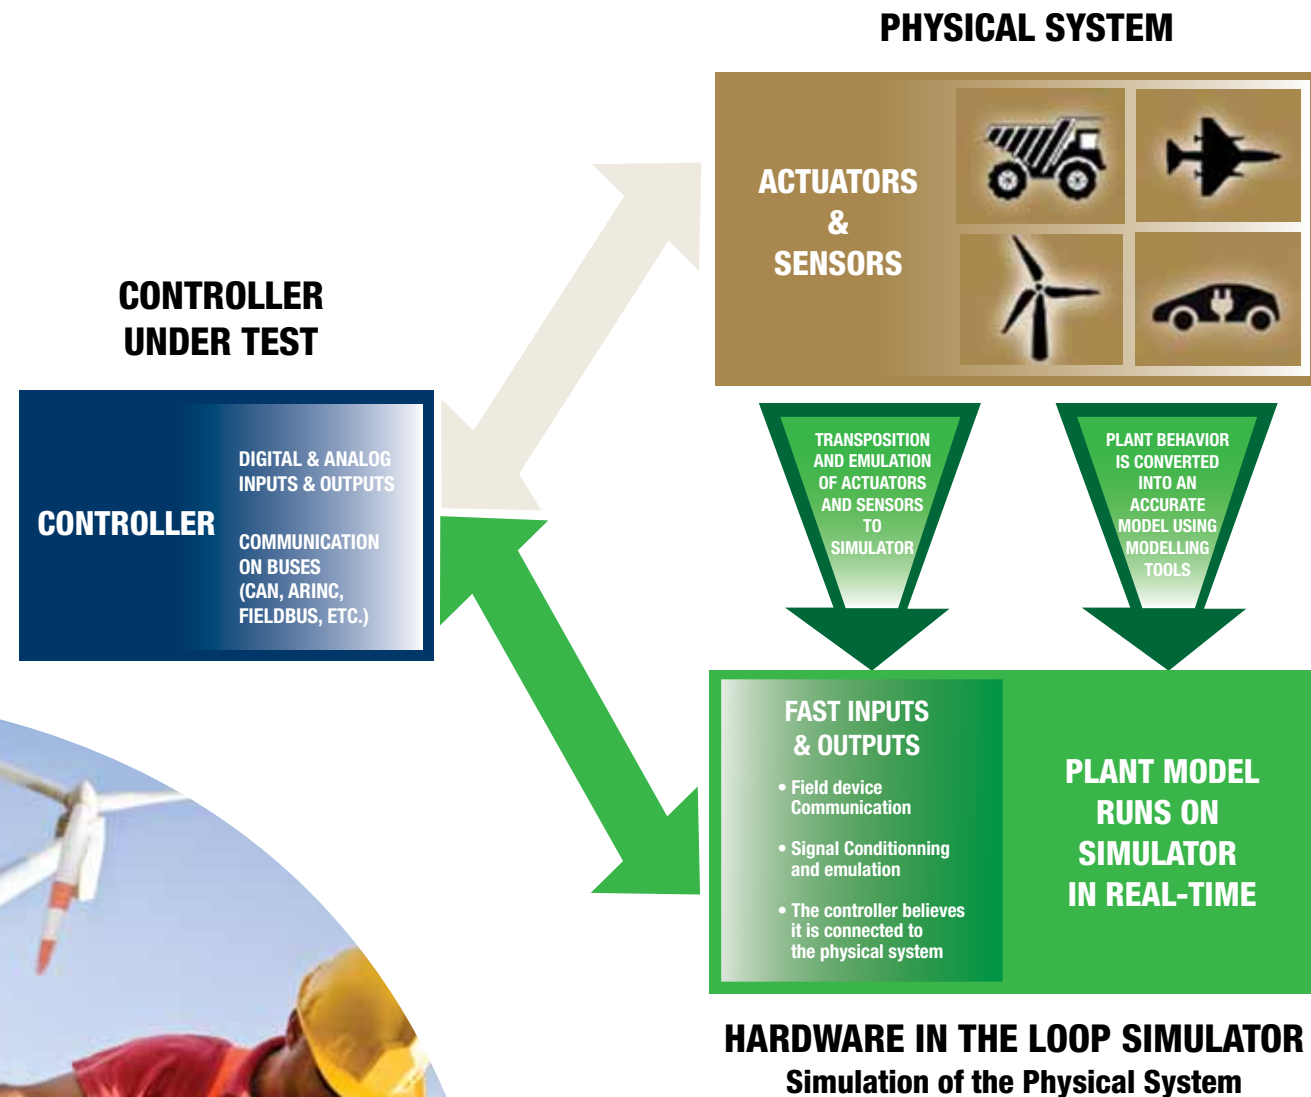 PHYSICAL SYSTEM
ACTUATORS
&
SENSORS
CONTROLLER
UNDER TEST
CONTROLLER
DIGITAL & ANALOG
INPUTS & OUTPUTS
COMMUNICATION
ON BUSES
(CAN, ARINC,
FIELDBUS, ETC.)
TRANSPOSITION
AND EMULATION
OF ACTUATORS
AND SENSORS
TO
SIMULATOR
PLANT BEHAVIOR
IS CONVERTED
INTO AN
ACCURATE
MODEL USING
MODELLING
TOOLS
FAST INPUTS
& OUTPUTS
• Field device
Communication
• Signal Conditionning
and emulation
• The controller believes
it is connected to
the physical system
PLANT MODEL
RUNS ON
SIMULATOR
IN REAL-TIME
HARDWARE IN THE LOOP SIMULATOR
Simulation of the Physical System